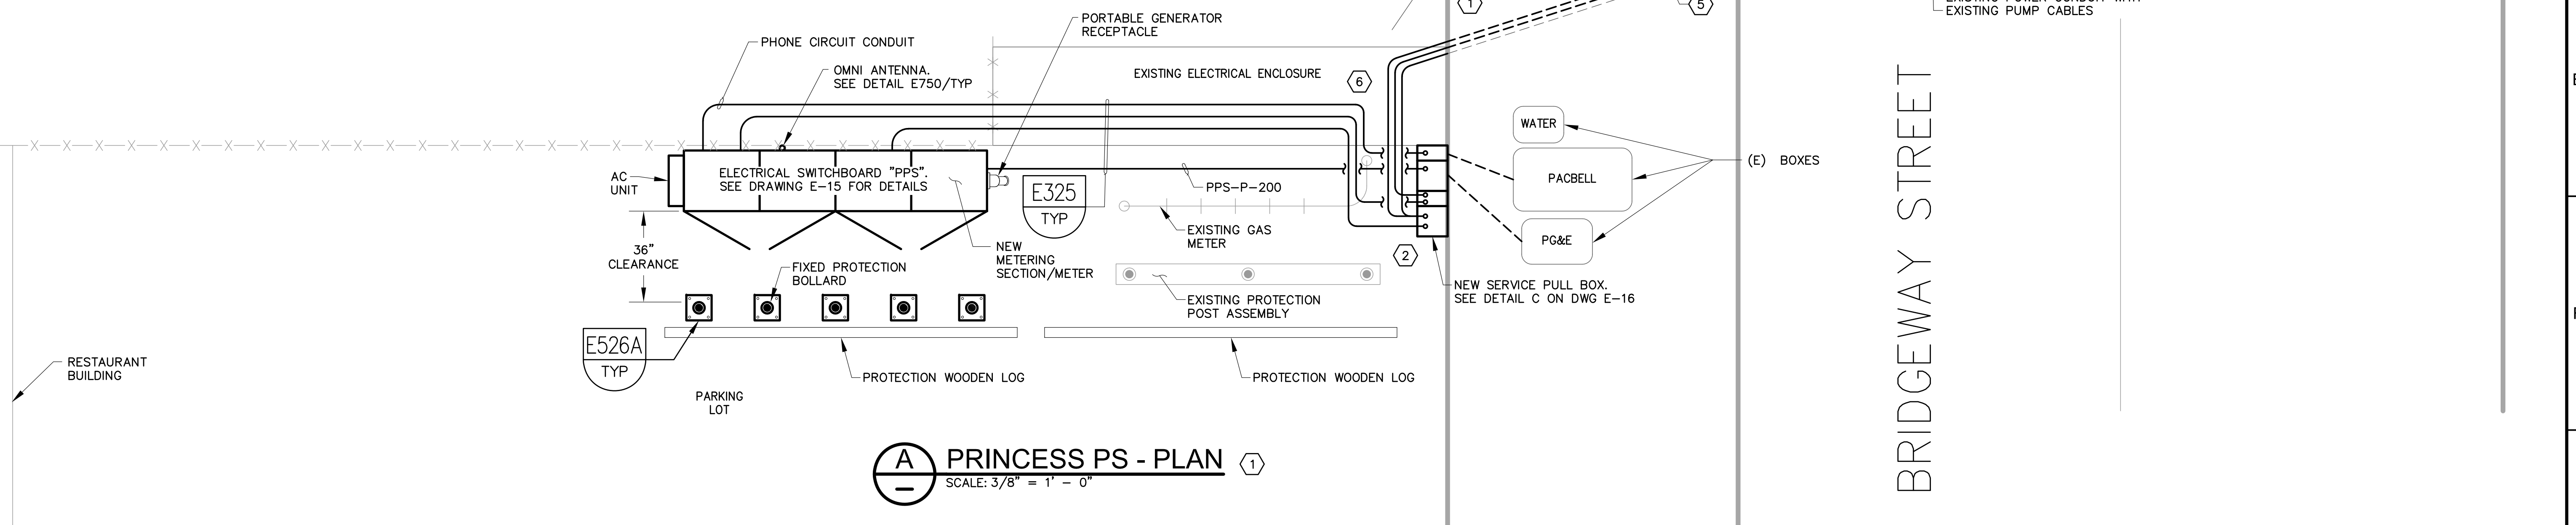 PORTABLE GENERATOR
RECEPTACLE
1
5
EXISTING PUMP CABLES
PHONE CIRCUIT CONDUIT
OMNI ANTENNA.
SEE DETAIL E750/TYP
EXISTING ELECTRICAL ENCLOSURE
6
WATER
PACBELL
PG&E
(E) BOXES
BRIDGEWAY STREET
AC
UNIT
ELECTRICAL SWITCHBOARD "PPS".
SEE DRAWING E-15 FOR DETAILS
E325
TYP
PPS-P-200
EXISTING GAS
METER
2
36"
CLEARANCE
NEW
METERING
SECTION/METER
FIXED PROTECTION
BOLLARD
EXISTING PROTECTION
POST ASSEMBLY
NEW SERVICE PULL BOX.
SEE DETAIL C ON DWG E-16
E526A
TYP
RESTAURANT
BUILDING
PROTECTION WOODEN LOG
PROTECTION WOODEN LOG
PARKING
LOT
A
PRINCESS PS - PLAN
1
SCALE: 3/8" = 1' - 0"